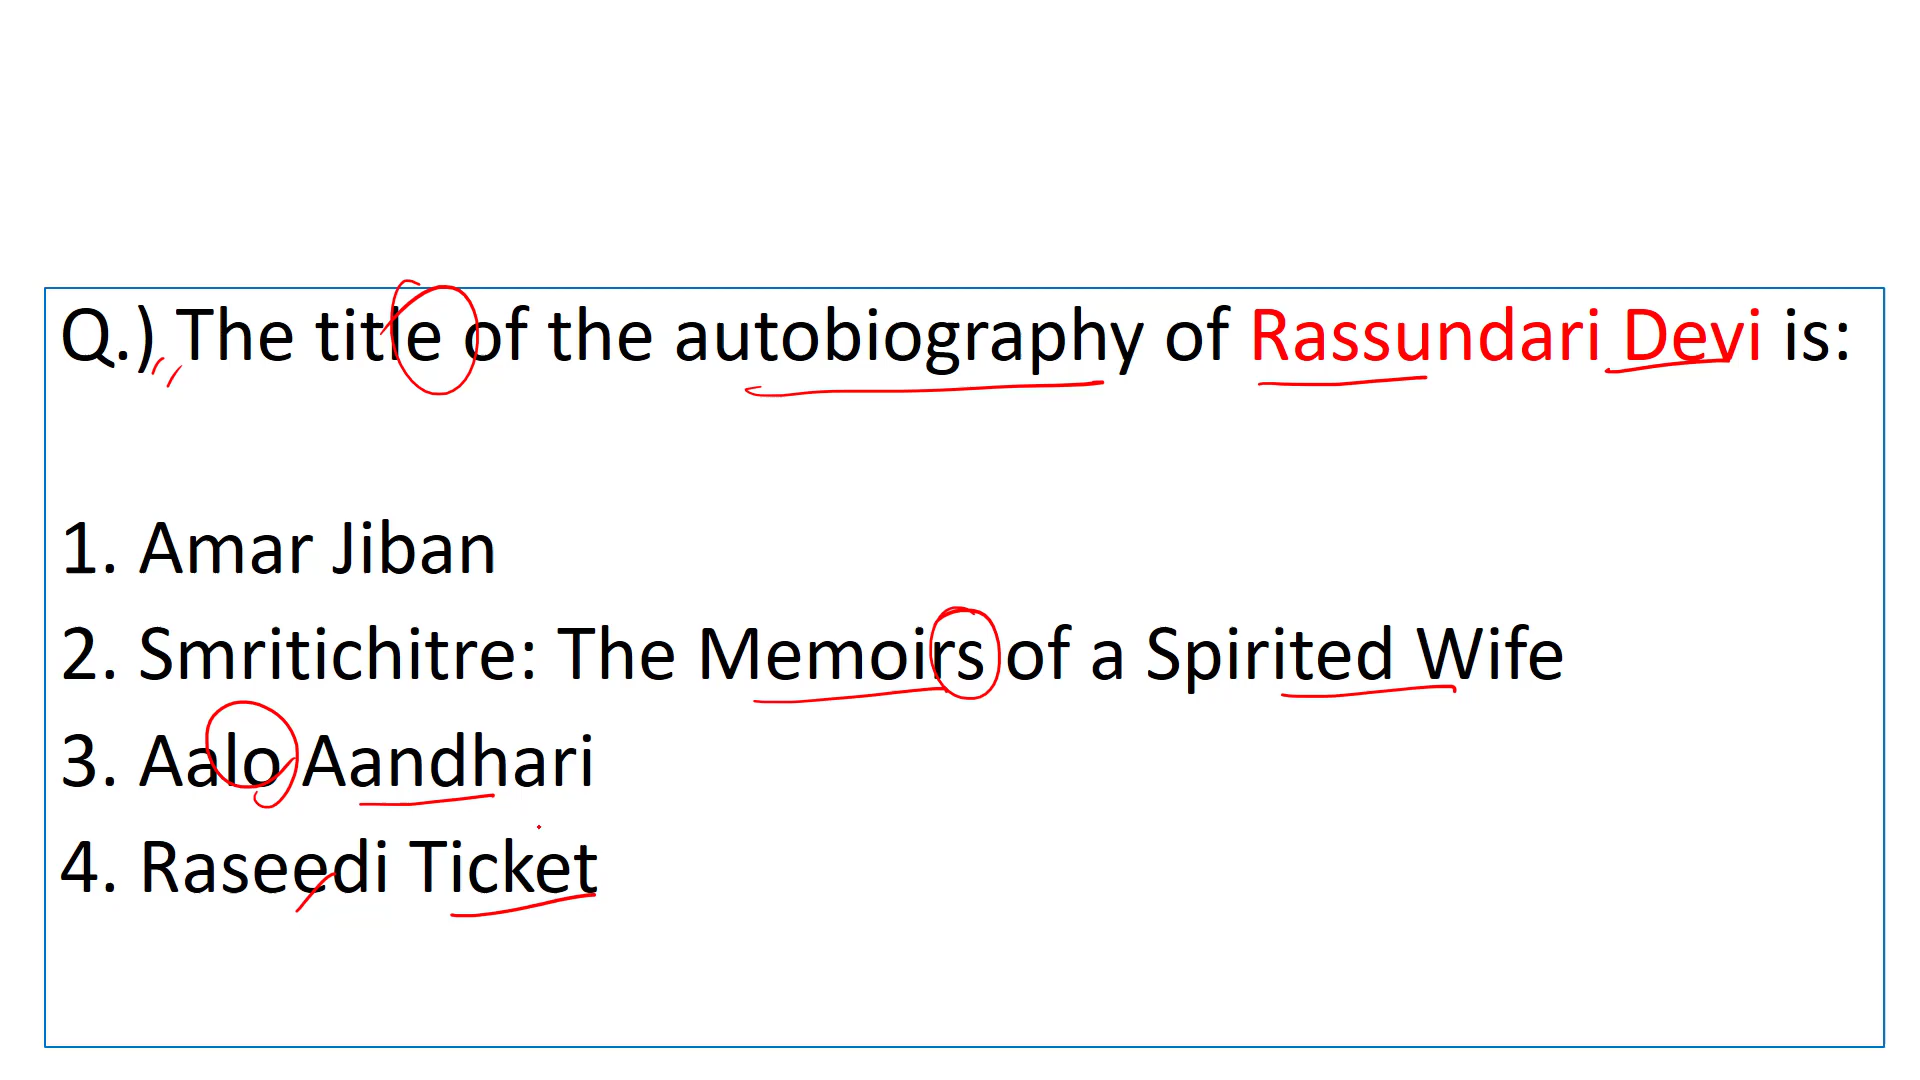 Q.) The title of the autobiography of Rassundari Devi is:
1. Amar Jiban
2. Smritichitre: The Memoirs of a Spirited Wife
3. Aalo Aandhari
4. Raseedi Ticket